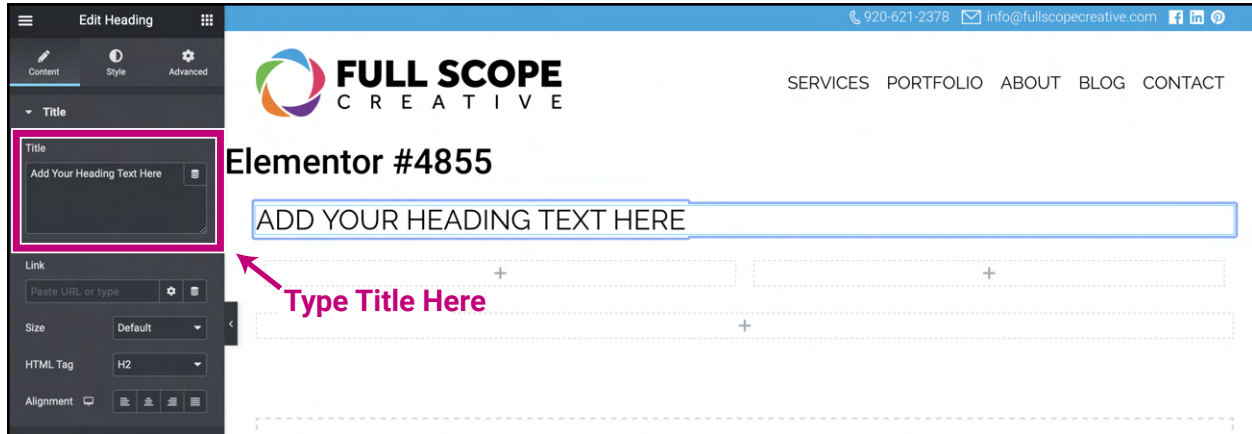 Edit Heading
Content Style Advanced
Title
Title
Add Your Heading Text Here
Link
Paste URL or type
Size Default
HTML Tag H2
Alignment
920-621-2378 info@fullscopecreative.com
FULL SCOPE
CREATIVE
SERVICES PORTFOLIO ABOUT BLOG CONTACT
Elementor #4855
ADD YOUR HEADING TEXT HERE
Type Title Here